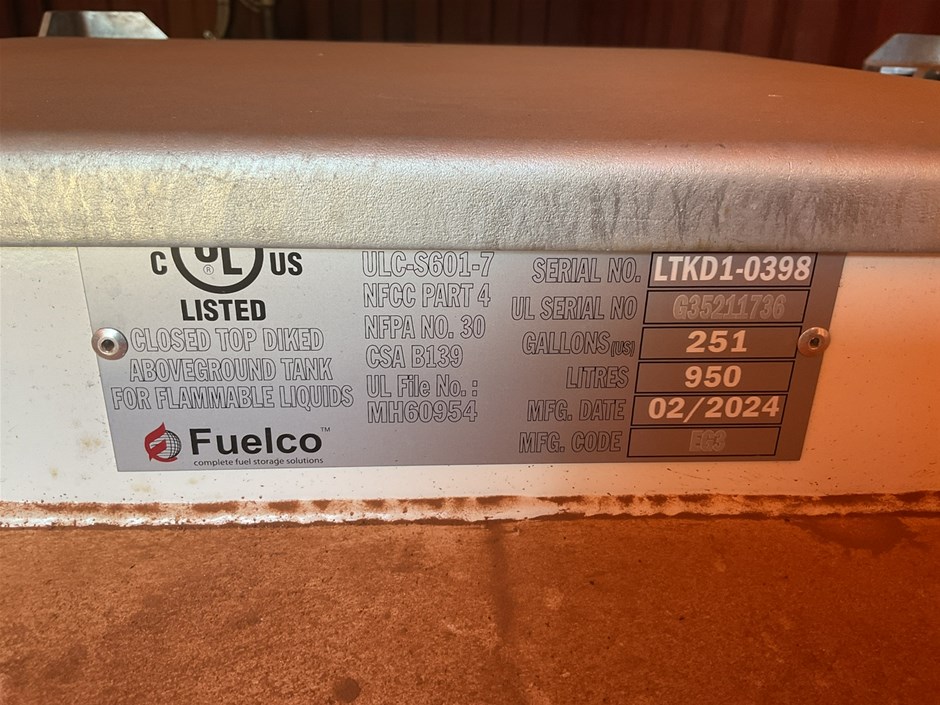 C UL US
®
LISTED
CLOSED TOP DIKED
ABOVEGROUND TANK
FOR FLAMMABLE LIQUIDS
Fuelco™
complete fuel storage solutions
ULC-S601-7
NFCC PART 4
NFPA NO. 30
CSA B139
UL File No.:
MH60954
SERIAL NO. LTKD1-0398
UL SERIAL NO G35211736
GALLONS (US) 251
LITRES 950
MFG. DATE 02/2024
MFG. CODE EG3